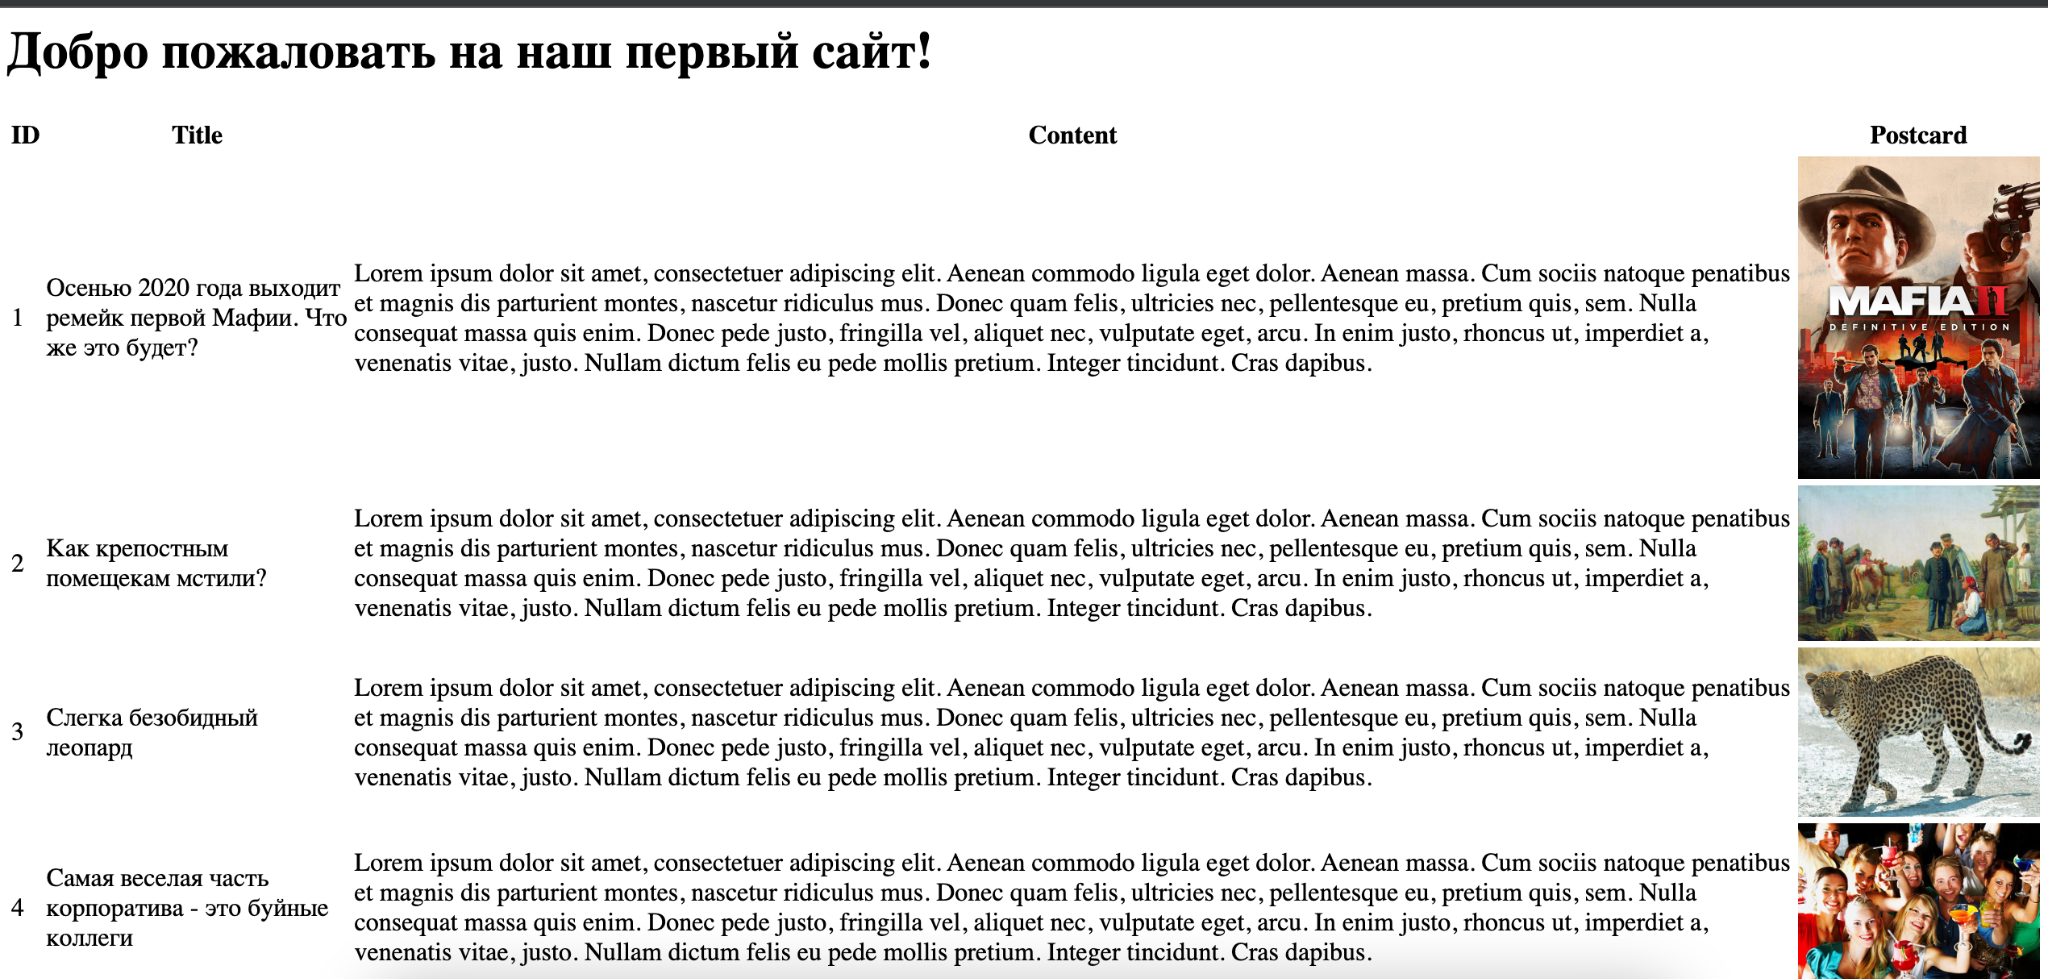 Добро пожаловать на наш первый сайт!
ID Title Content Postcard
1
Осенью 2020 года выходит
ремейк первой Мафии. Что
же это будет?
Lorem ipsum dolor sit amet, consectetuer adipiscing elit. Aenean commodo ligula eget dolor. Aenean massa. Cum sociis natoque penatibus
et magnis dis parturient montes, nascetur ridiculus mus. Donec quam felis, ultricies nec, pellentesque eu, pretium quis, sem. Nulla
consequat massa quis enim. Donec pede justo, fringilla vel, aliquet nec, vulputate eget, arcu. In enim justo, rhoncus ut, imperdiet a,
venenatis vitae, justo. Nullam dictum felis eu pede mollis pretium. Integer tincidunt. Cras dapibus.
MAFIA II
DEFINITIVE EDITION
2
Как крепостным
помещекам мстили?
Lorem ipsum dolor sit amet, consectetuer adipiscing elit. Aenean commodo ligula eget dolor. Aenean massa. Cum sociis natoque penatibus
et magnis dis parturient montes, nascetur ridiculus mus. Donec quam felis, ultricies nec, pellentesque eu, pretium quis, sem. Nulla
consequat massa quis enim. Donec pede justo, fringilla vel, aliquet nec, vulputate eget, arcu. In enim justo, rhoncus ut, imperdiet a,
venenatis vitae, justo. Nullam dictum felis eu pede mollis pretium. Integer tincidunt. Cras dapibus.
3
Слегка безобидный
леопард
Lorem ipsum dolor sit amet, consectetuer adipiscing elit. Aenean commodo ligula eget dolor. Aenean massa. Cum sociis natoque penatibus
et magnis dis parturient montes, nascetur ridiculus mus. Donec quam felis, ultricies nec, pellentesque eu, pretium quis, sem. Nulla
consequat massa quis enim. Donec pede justo, fringilla vel, aliquet nec, vulputate eget, arcu. In enim justo, rhoncus ut, imperdiet a,
venenatis vitae, justo. Nullam dictum felis eu pede mollis pretium. Integer tincidunt. Cras dapibus.
4
Самая веселая часть
корпоратива - это буйные
коллеги
Lorem ipsum dolor sit amet, consectetuer adipiscing elit. Aenean commodo ligula eget dolor. Aenean massa. Cum sociis natoque penatibus
et magnis dis parturient montes, nascetur ridiculus mus. Donec quam felis, ultricies nec, pellentesque eu, pretium quis, sem. Nulla
consequat massa quis enim. Donec pede justo, fringilla vel, aliquet nec, vulputate eget, arcu. In enim justo, rhoncus ut, imperdiet a,
venenatis vitae, justo. Nullam dictum felis eu pede mollis pretium. Integer tincidunt. Cras dapibus.